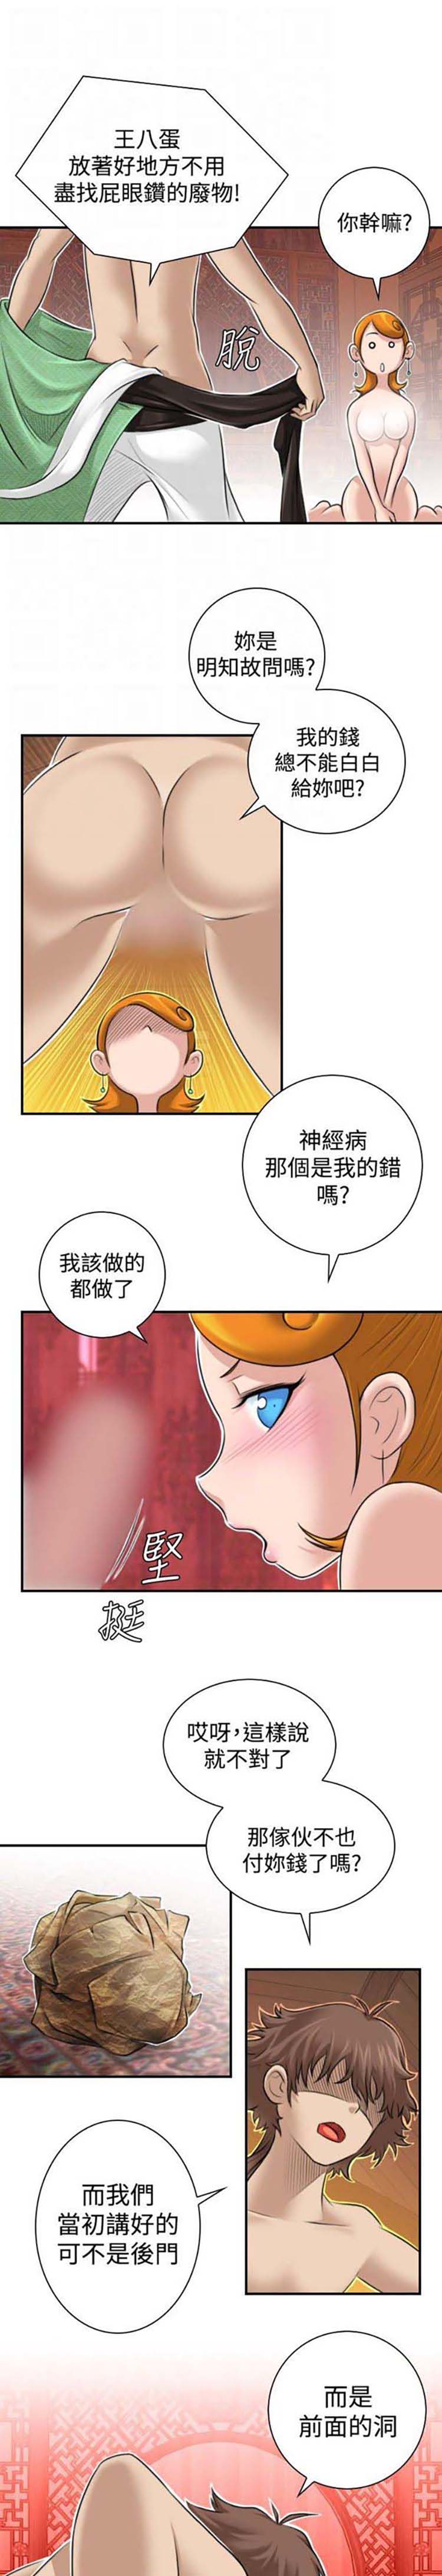 王八蛋
放著好地方不用
盡找屁眼鑽的廢物!
你幹嘛?
脫
妳是
明知故問嗎?
我的錢
總不能白白
給妳吧?
神經病
那個是我的錯
嗎?
我該做的
都做了
堅
挺
哎呀,這樣說
就不對了
那傢伙不也
付妳錢了嗎?
而我們
當初講好的
可不是後門
而是
前面的洞